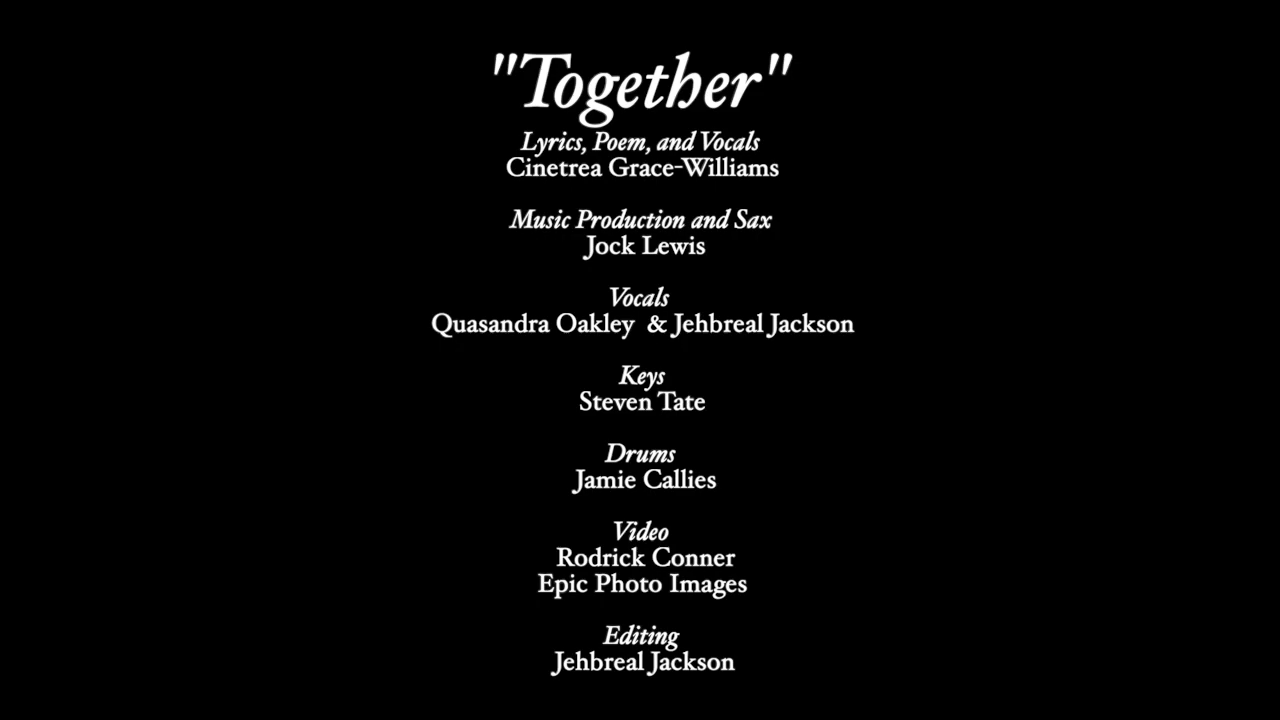 "Together"
Lyrics, Poem, and Vocals
Cinetrea Grace-Williams
Music Production and Sax
Jock Lewis
Vocals
Quasandra Oakley & Jehbreal Jackson
Keys
Steven Tate
Drums
Jamie Callies
Video
Rodrick Conner
Epic Photo Images
Editing
Jehbreal Jackson